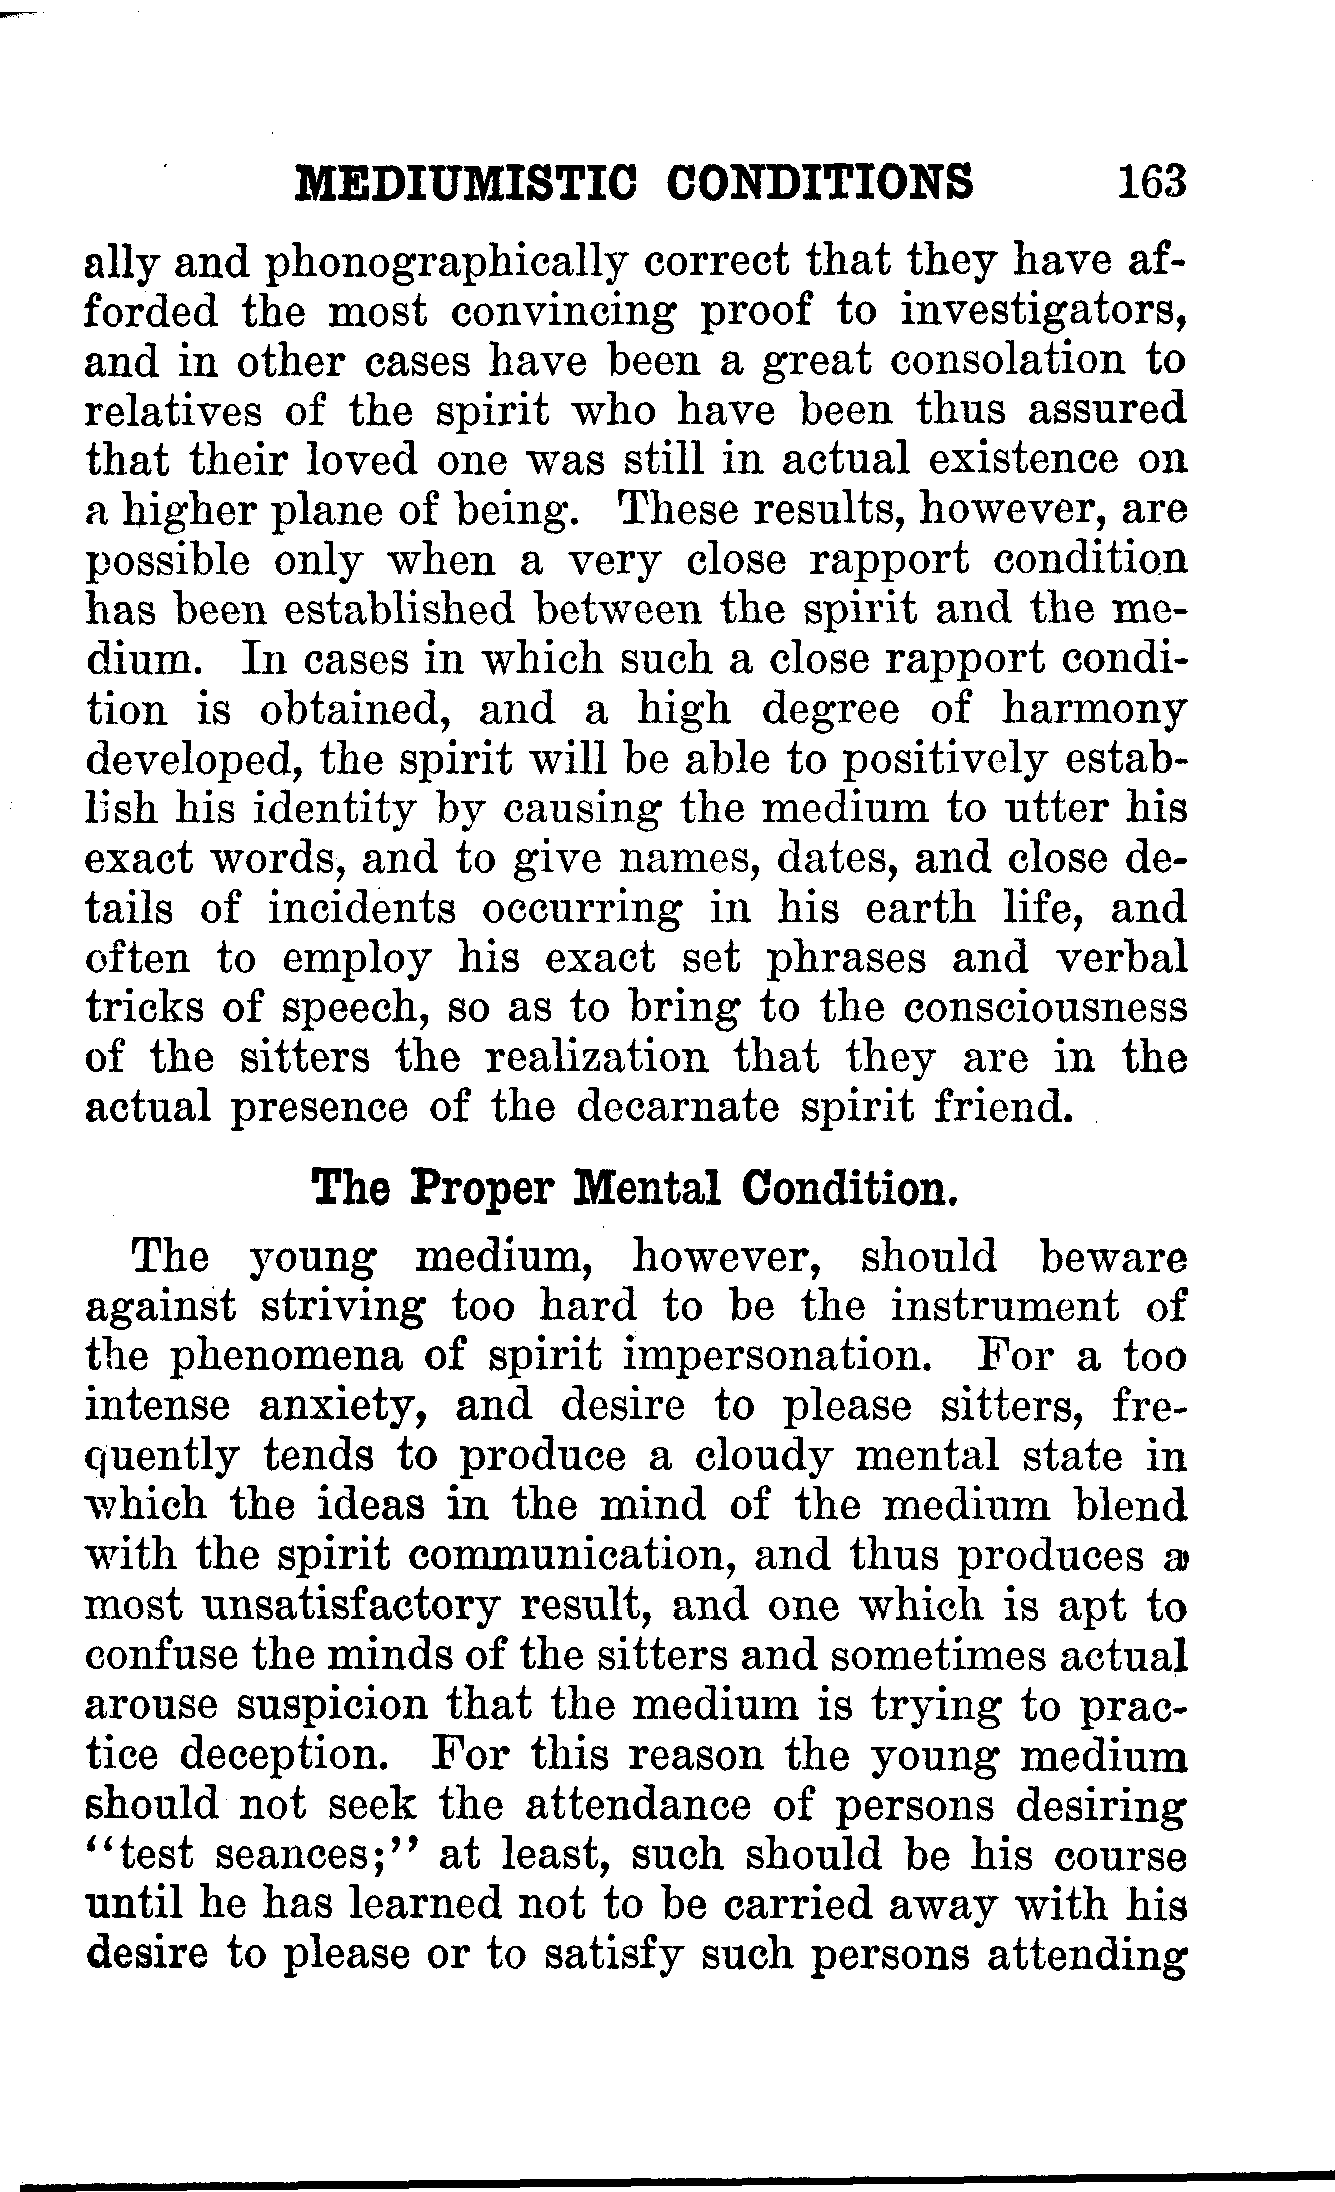 MEDIUMISTIC CONDITIONS 163
ally and phonographically correct that they have af-
forded the most convincing proof to investigators,
and in other cases have been a great consolation to
relatives of the spirit who have been thus assured
that their loved one was still in actual existence on
a higher plane of being. These results, however, are
possible only when a very close rapport condition
has been established between the spirit and the me-
dium. In cases in which such a close rapport condi-
tion is obtained, and a high degree of harmony
developed, the spirit will be able to positively estab-
lish his identity by causing the medium to utter his
exact words, and to give names, dates, and close de-
tails of incidents occurring in his earth life, and
often to employ his exact set phrases and verbal
tricks of speech, so as to bring to the consciousness
of the sitters the realization that they are in the
actual presence of the decarnate spirit friend.
The Proper Mental Condition.
The young medium, however, should beware
against striving too hard to be the instrument of
the phenomena of spirit impersonation. For a too
intense anxiety, and desire to please sitters, fre-
quently tends to produce a cloudy mental state in
which the ideas in the mind of the medium blend
with the spirit communication, and thus produces a
most unsatisfactory result, and one which is apt to
confuse the minds of the sitters and sometimes actual
arouse suspicion that the medium is trying to prac-
tice deception. For this reason the young medium
should not seek the attendance of persons desiring
"test seances;" at least, such should be his course
until he has learned not to be carried away with his
desire to please or to satisfy such persons attending